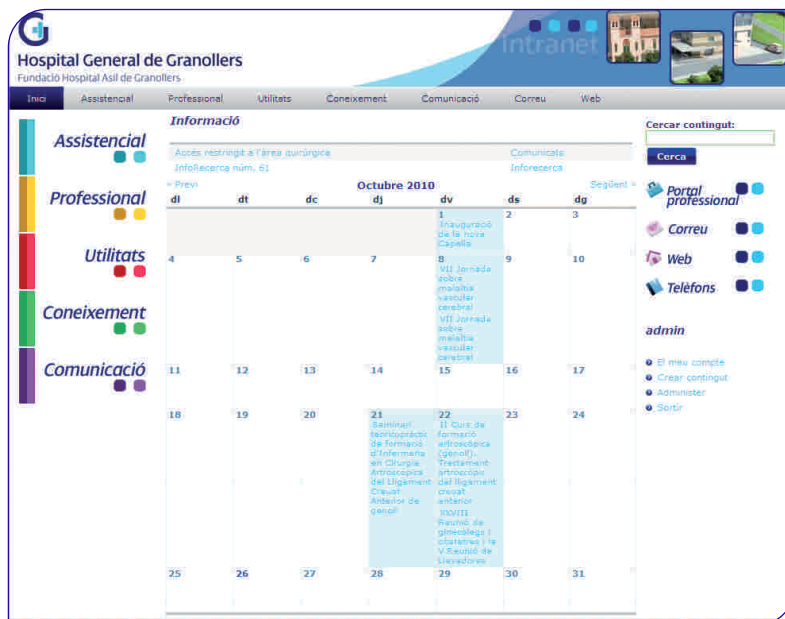 intranet
Hospital General de Granollers
Fundació Hospital Asil de Granollers
Inici Assistencial Professional Utilitats Coneixement Comunicació Correu Web
Assistencial
Professional
Utilitats
Coneixement
Comunicació
Informació
Accés restringit a l'àrea quirúrgica Comunicats
InfoRecerca núm. 61 Inforecerca
« Previ Octubre 2010 Següent »
dl dt dc dj dv ds dg
1 2 3
Inauguració
de la nova
Capella
4 5 6 7 8 9 10
VII Jornada
sobre
malaltia
vascular
cerebral
VII Jornada
sobre
malaltia
vascular
cerebral
11 12 13 14 15 16 17
18 19 20 21 22 23 24
Seminari
teoricopràctic
de formació
d'Infermeria
en Cirurgia
Artroscòpica
del Lligament
Creuat
Anterior de
genoll
II Curs de
formació
artroscòpica
(genoll).
Tractament
artroscòpic
del lligament
creuat
anterior
XXVIII
Reunió de
ginecòlegs i
obstetres i la
V Reunió de
Llevadores
25 26 27 28 29 30 31
Cercar contingut:
Cerca
Portal
professional
Correu
Web
Telèfons
admin
El meu compte
Crear contingut
Administer
Sortir